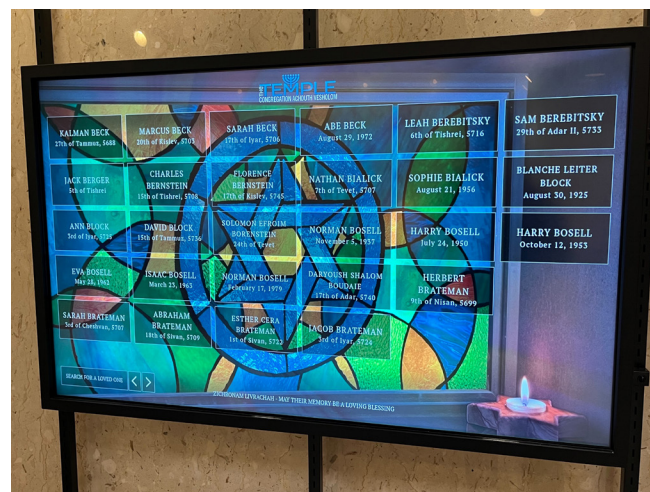 THE TEMPLE
CONGREGATION ACHDUTH VESHOLOM
KALMAN BECK
27th of Tammuz, 5688
MARCUS BECK
20th of Kislev, 5703
SARAH BECK
17th of Iyar, 5706
ABE BECK
August 29, 1972
LEAH BEREBITSKY
6th of Tishrei, 5716
SAM BEREBITSKY
29th of Adar II, 5733
JACK BERGER
5th of Tishrei
CHARLES
BERNSTEIN
15th of Tishrei, 5708
FLORENCE
BERNSTEIN
17th of Kislev, 5745
NATHAN BIALICK
7th of Tevet, 5707
SOPHIE BIALICK
August 21, 1956
BLANCHE LEITER
BLOCK
August 30, 1925
ANN BLOCK
3rd of Iyar,
DAVID BLOCK
15th of Tammuz, 5736
SOLOMON EFROIM
BORENSTEIN
24th of Tevet
NORMAN BOSELL
November 5, 1937
HARRY BOSELL
July 24, 1950
HARRY BOSELL
October 12, 1953
EVA BOSELL
May 28, 1962
ISAAC BOSELL
March 25, 1963
NORMAN BOSELL
February 17, 1979
DARYOUSH SHALOM
BOUDAIE
17th of Adar, 5740
HERBERT
BRATEMAN
9th of Nisan, 5699
SARAH BRATEMAN
3rd of Cheshvan, 5707
ABRAHAM
BRATEMAN
18th of Sivan, 5709
ESTHER CERA
BRATEMAN
1st of Sivan, 5722
JACOB BRATEMAN
3rd of Iyar, 5724
SEARCH FOR A LOVED ONE
ZICHRONAM LIVRACHAH - MAY THEIR MEMORY BE A LOVING BLESSING